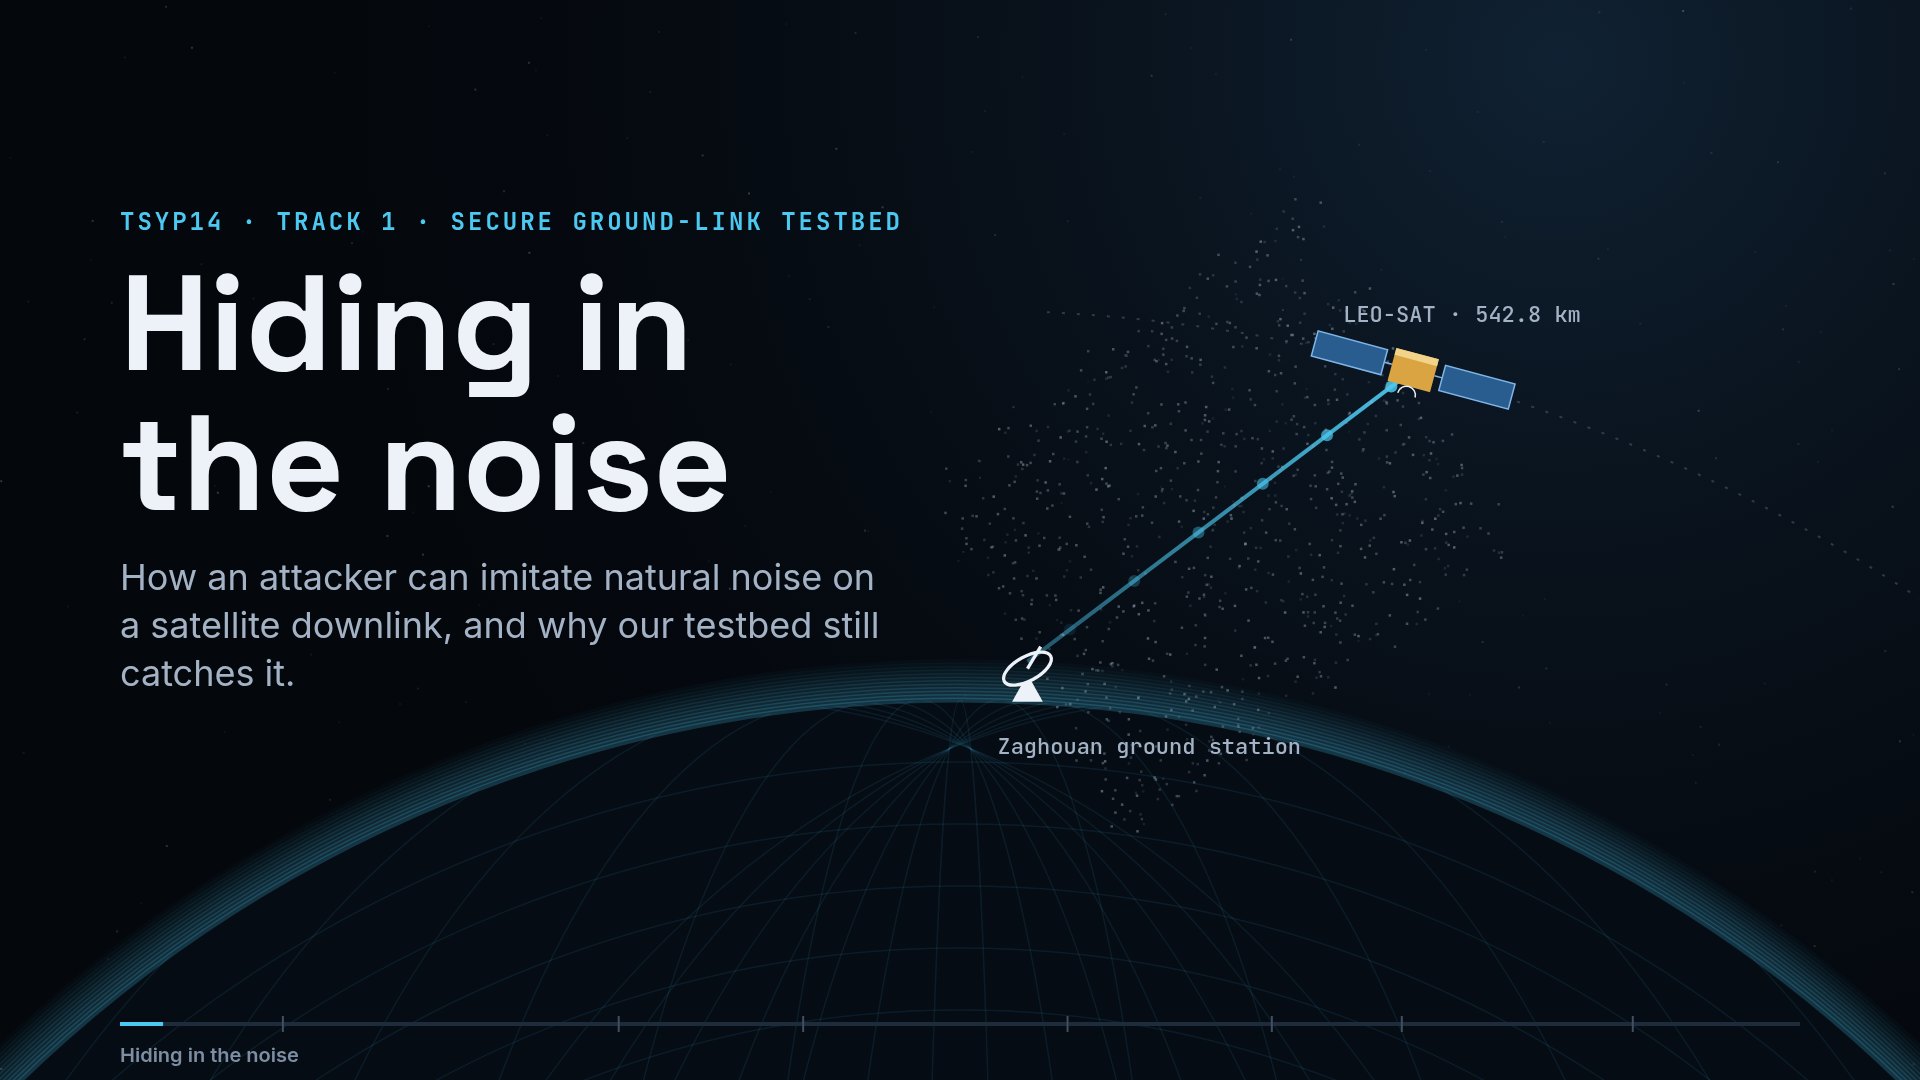 TSYP14 · TRACK 1 · SECURE GROUND-LINK TESTBED
Hiding in
the noise
How an attacker can imitate natural noise on
a satellite downlink, and why our testbed still
catches it.
LEO-SAT · 542.8 km
Zaghouan ground station
Hiding in the noise